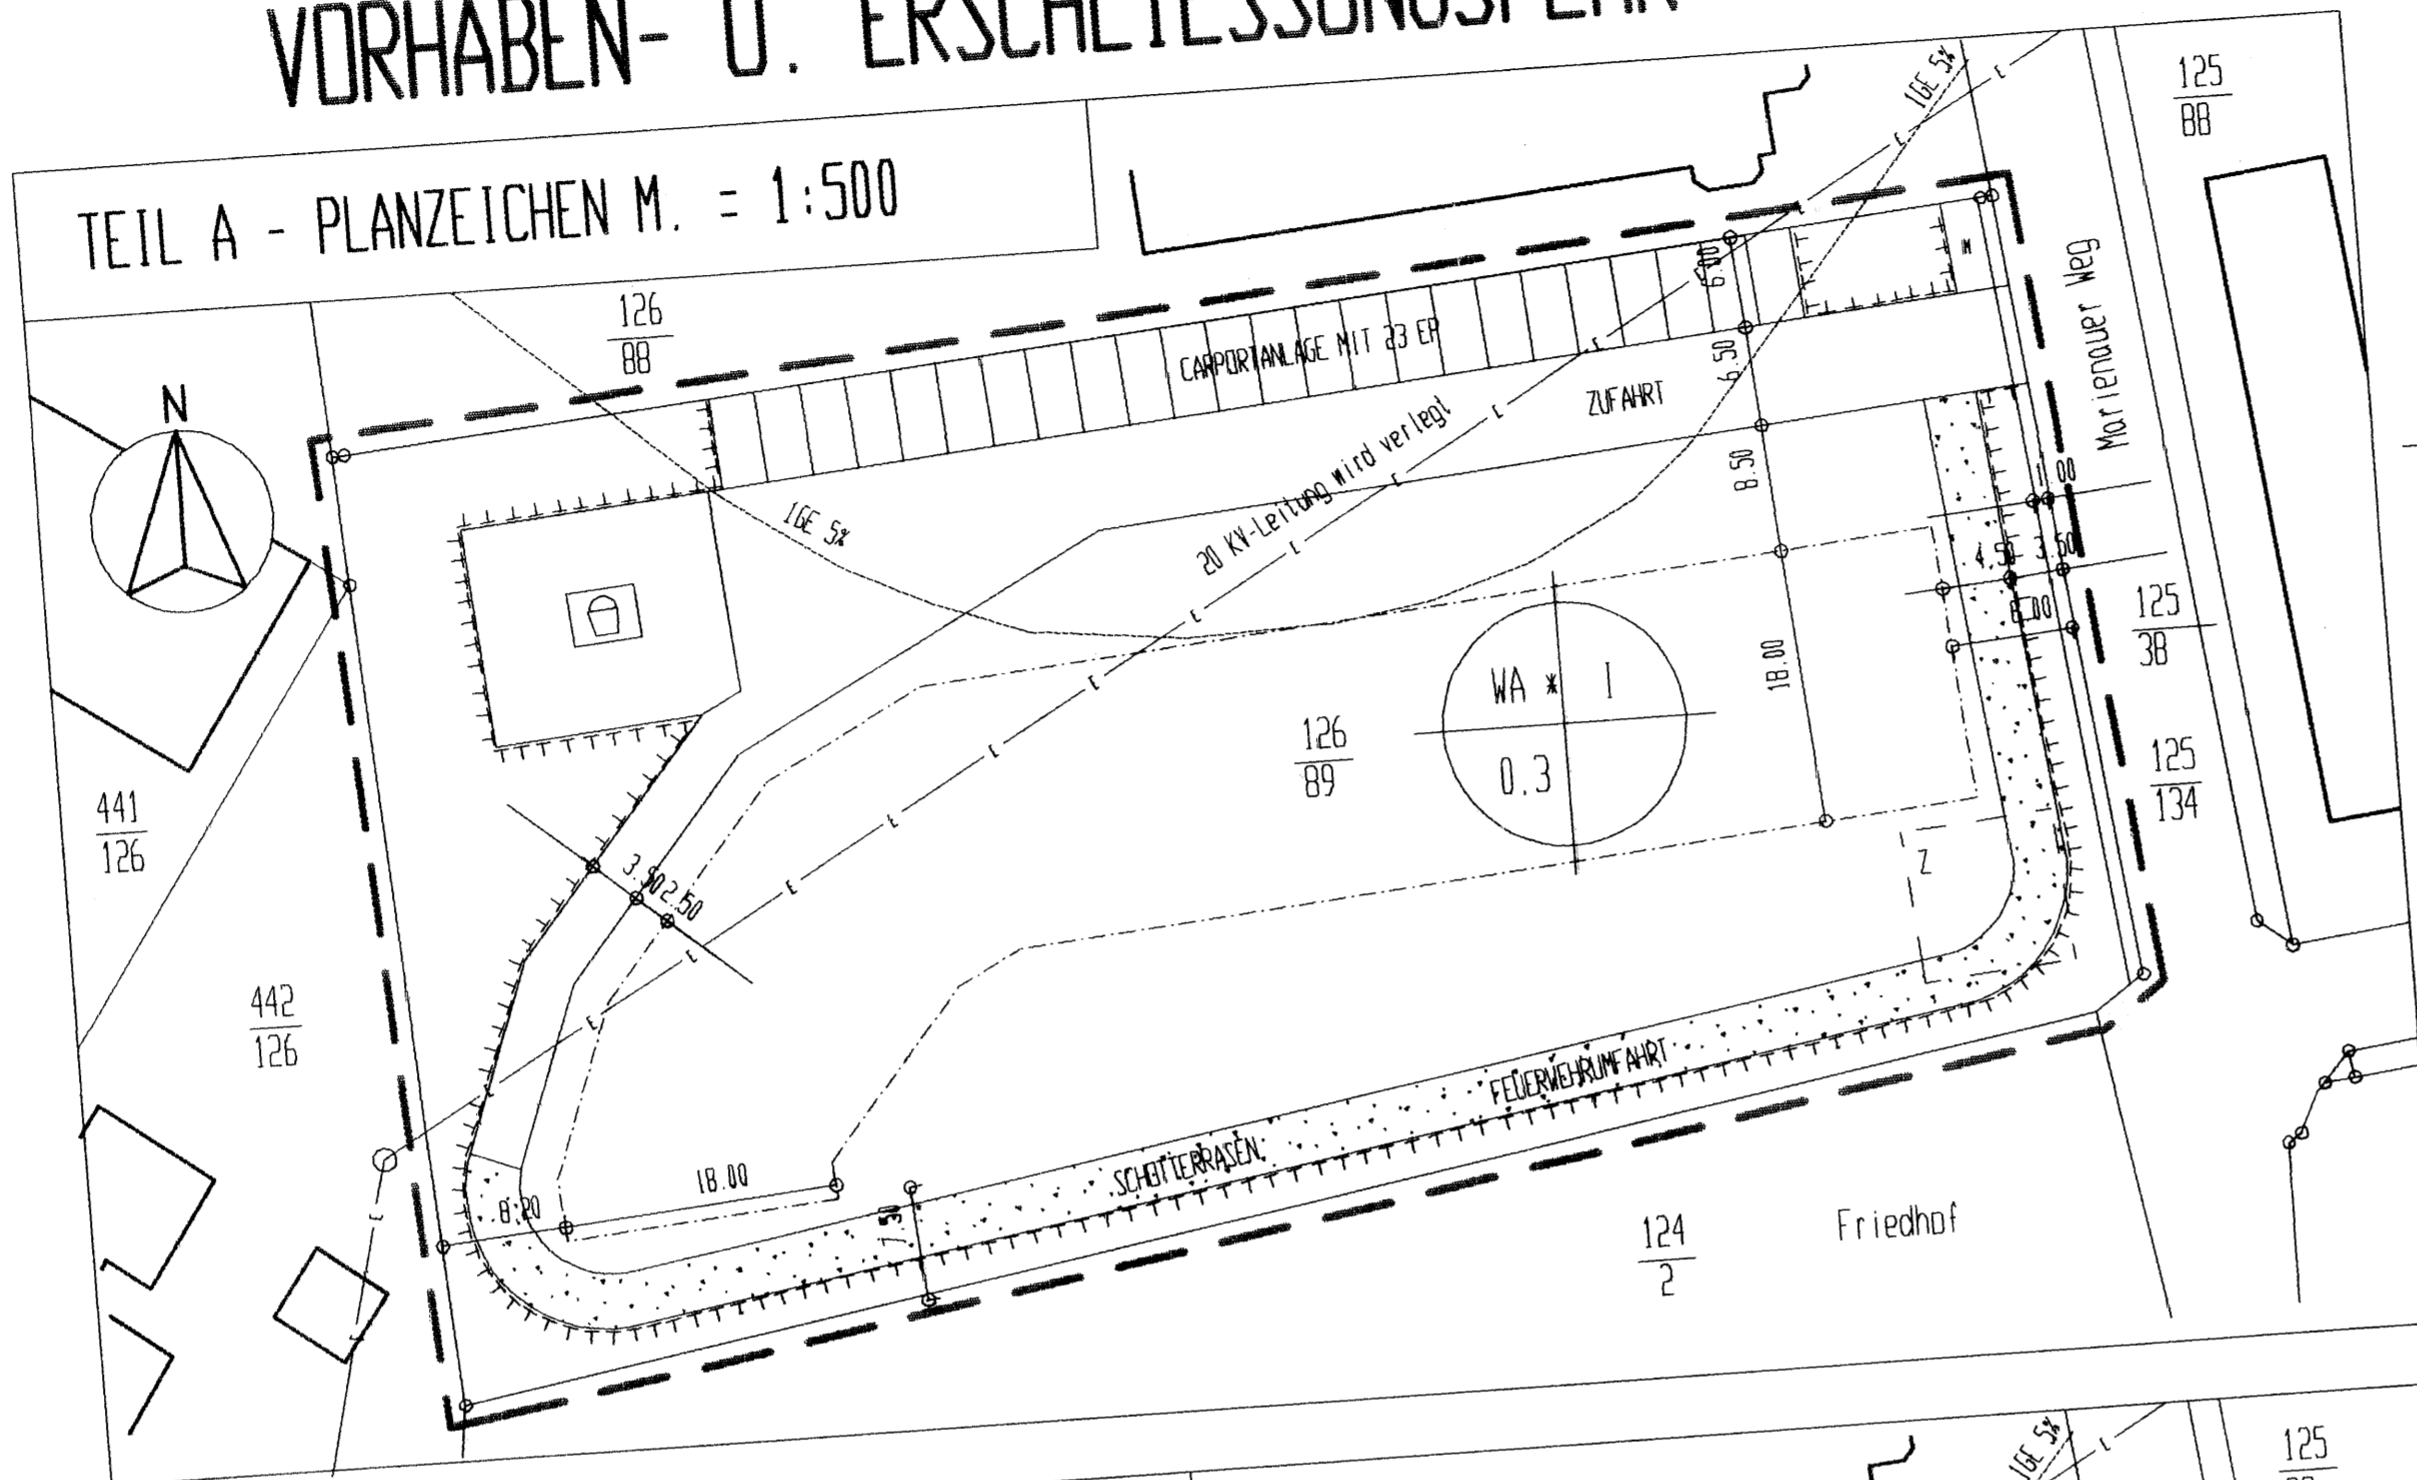 VORHABEN- U. ERSCHLIESSUNGSPLAN
TEIL A - PLANZEICHEN M. = 1:500
IGE 5%
125
88
126
88
N
M
Marienauer Weg
6.00
CARPORTANLAGE MIT 23 EP
6.50
ZUFAHRT
20 KV-Leitung wird verlegt
8.50
1.00
IGE 5%
4.50 3.50
8.00
125
38
18.00
WA * I
0.3
126
89
125
134
441
126
Z
3.50 2.50
442
126
FEUERWEHRUMFAHRT
SCHOTTERRASEN
18.00
8.20
7.50
124
2
Friedhof
IGE 5%
125